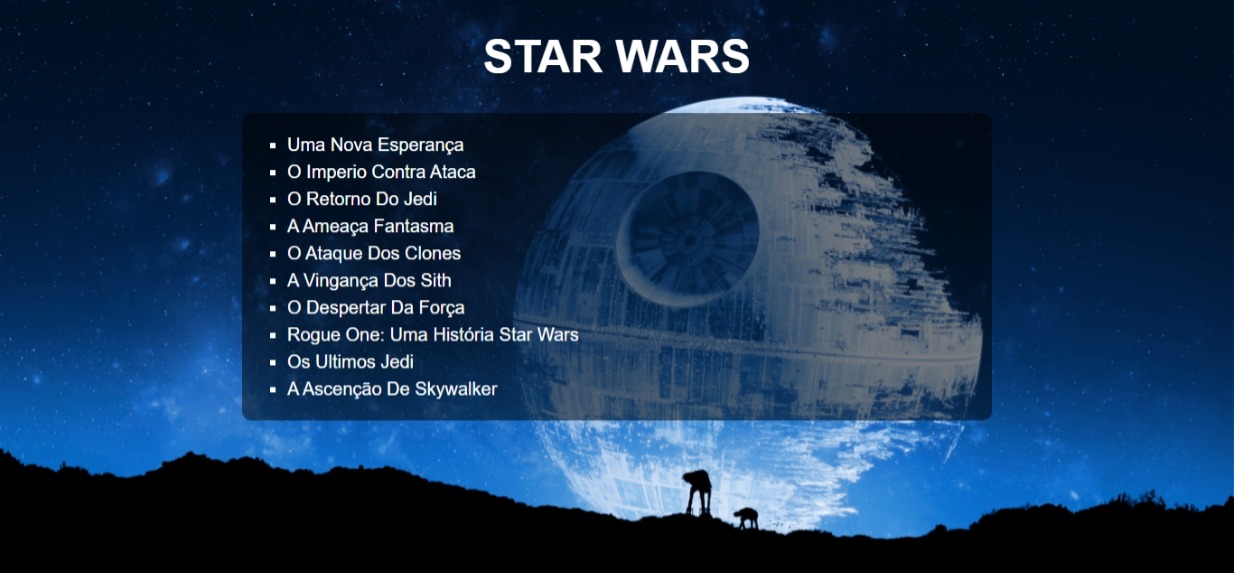 STAR WARS
Uma Nova Esperança
O Imperio Contra Ataca
O Retorno Do Jedi
A Ameaça Fantasma
O Ataque Dos Clones
A Vingança Dos Sith
O Despertar Da Força
Rogue One: Uma História Star Wars
Os Ultimos Jedi
A Ascenção De Skywalker